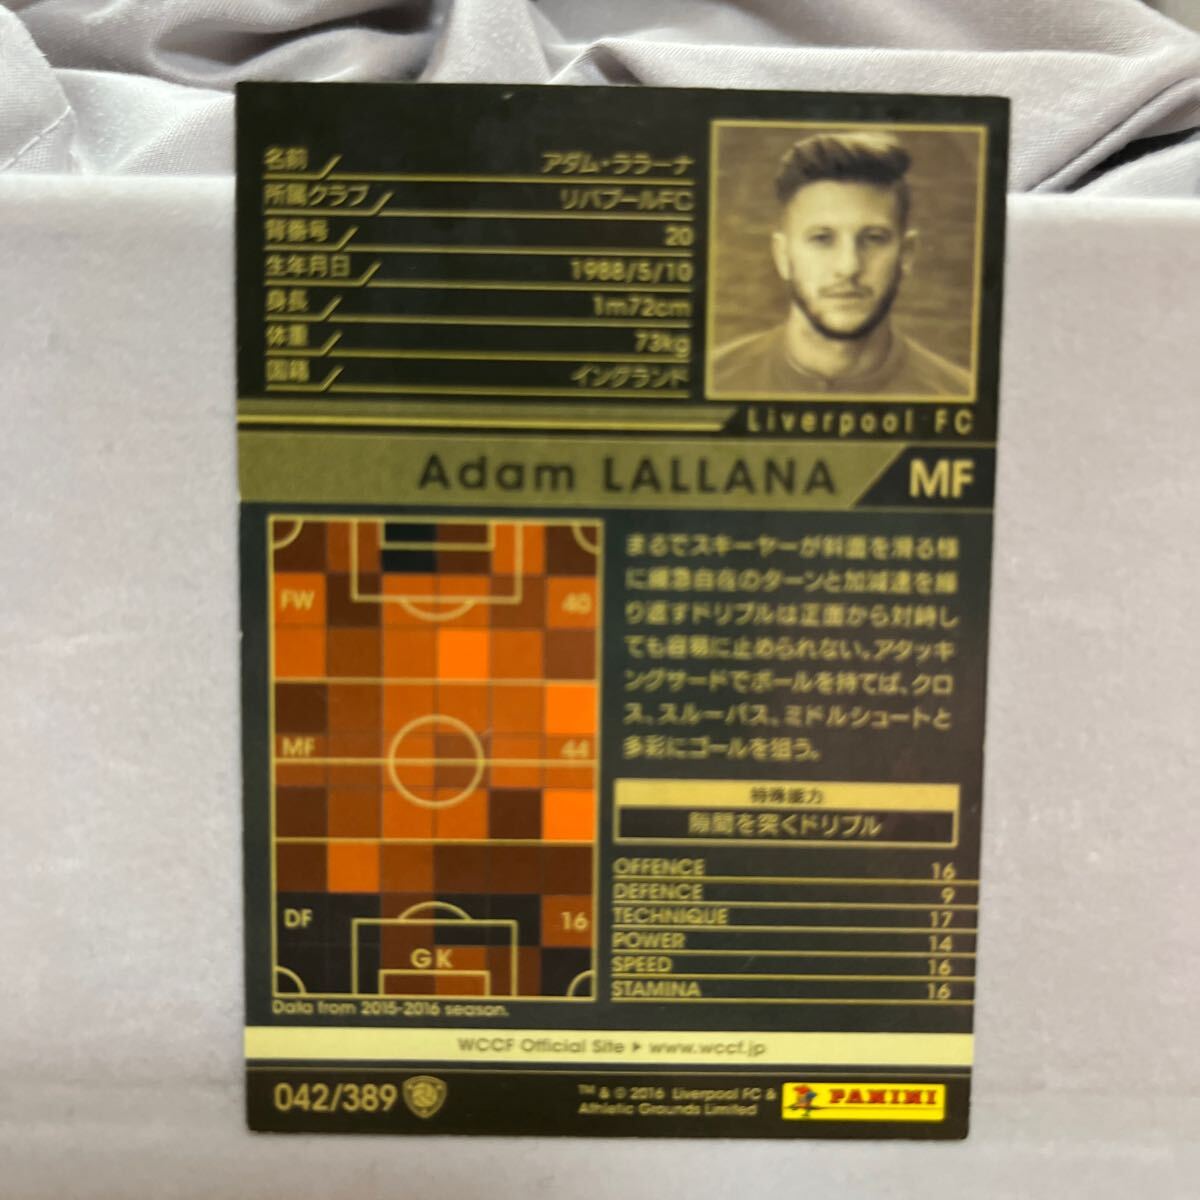 名前 アダム・ララーナ
所属クラブ リバプールFC
背番号 20
生年月日 1988/5/10
身長 1m72cm
体重 73kg
国籍 イングランド
Liverpool FC
Adam LALLANA MF
FW 40
MF 44
DF 16
GK
Data from 2015-2016 season.
まるでスキーヤーが斜面を滑る様
に緩急自在のターンと加減速を繰
り返すドリブルは正面から対峙し
ても容易に止められない。アタッキ
ングサードでボールを持てば、クロ
ス、スルーパス、ミドルシュートと
多彩にゴールを狙う。
特殊能力
隙間を突くドリブル
OFFENCE 16
DEFENCE 9
TECHNIQUE 17
POWER 14
SPEED 16
STAMINA 16
WCCF Official Site ▶ www.wccf.jp
042/389
™ & © 2016 Liverpool FC &
Athletic Grounds Limited
PANINI